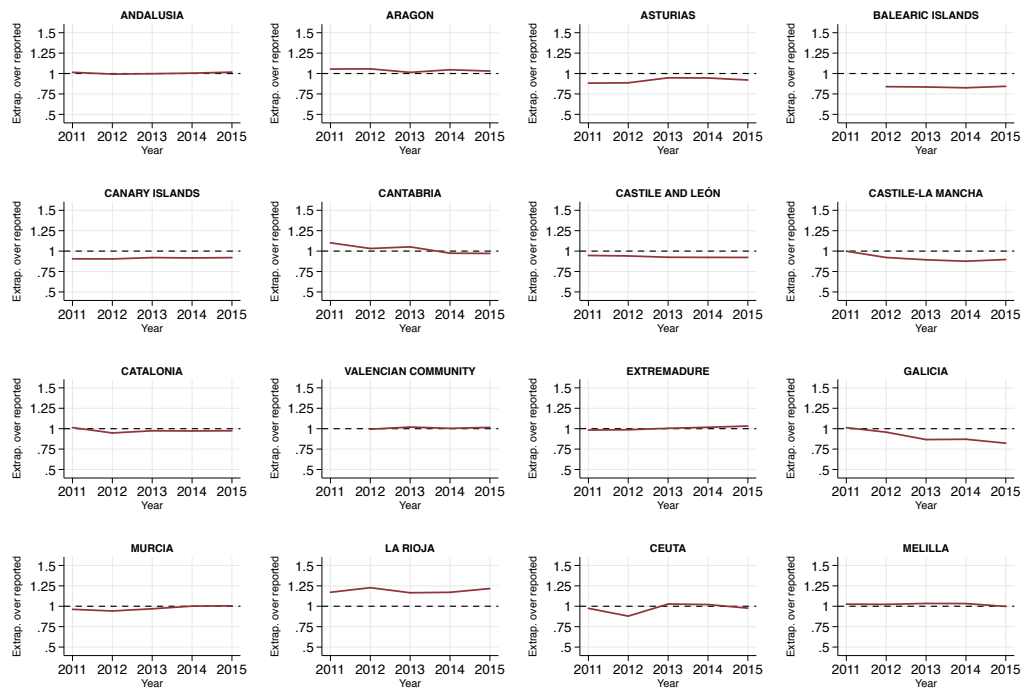 ANDALUSIA
Extrap. over reported
1.5
1.25
1
.75
.5
2011 2012 2013 2014 2015
Year
ARAGON
Extrap. over reported
1.5
1.25
1
.75
.5
2011 2012 2013 2014 2015
Year
ASTURIAS
Extrap. over reported
1.5
1.25
1
.75
.5
2011 2012 2013 2014 2015
Year
BALEARIC ISLANDS
Extrap. over reported
1.5
1.25
1
.75
.5
2011 2012 2013 2014 2015
Year
CANARY ISLANDS
Extrap. over reported
1.5
1.25
1
.75
.5
2011 2012 2013 2014 2015
Year
CANTABRIA
Extrap. over reported
1.5
1.25
1
.75
.5
2011 2012 2013 2014 2015
Year
CASTILE AND LEÓN
Extrap. over reported
1.5
1.25
1
.75
.5
2011 2012 2013 2014 2015
Year
CASTILE-LA MANCHA
Extrap. over reported
1.5
1.25
1
.75
.5
2011 2012 2013 2014 2015
Year
CATALONIA
Extrap. over reported
1.5
1.25
1
.75
.5
2011 2012 2013 2014 2015
Year
VALENCIAN COMMUNITY
Extrap. over reported
1.5
1.25
1
.75
.5
2011 2012 2013 2014 2015
Year
EXTREMADURE
Extrap. over reported
1.5
1.25
1
.75
.5
2011 2012 2013 2014 2015
Year
GALICIA
Extrap. over reported
1.5
1.25
1
.75
.5
2011 2012 2013 2014 2015
Year
MURCIA
Extrap. over reported
1.5
1.25
1
.75
.5
2011 2012 2013 2014 2015
Year
LA RIOJA
Extrap. over reported
1.5
1.25
1
.75
.5
2011 2012 2013 2014 2015
Year
CEUTA
Extrap. over reported
1.5
1.25
1
.75
.5
2011 2012 2013 2014 2015
Year
MELILLA
Extrap. over reported
1.5
1.25
1
.75
.5
2011 2012 2013 2014 2015
Year